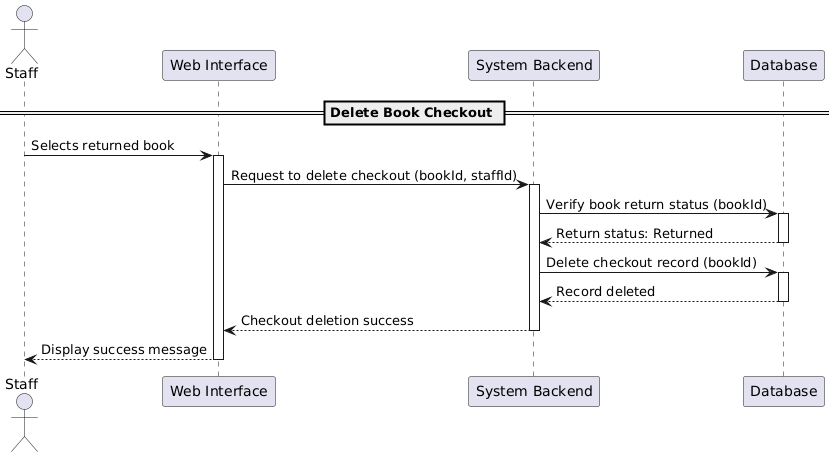 Staff
Web Interface
System Backend
Database
Delete Book Checkout
Selects returned book
Request to delete checkout (bookId, staffId)
Verify book return status (bookId)
Return status: Returned
Delete checkout record (bookId)
Record deleted
Checkout deletion success
Display success message
Staff
Web Interface
System Backend
Database